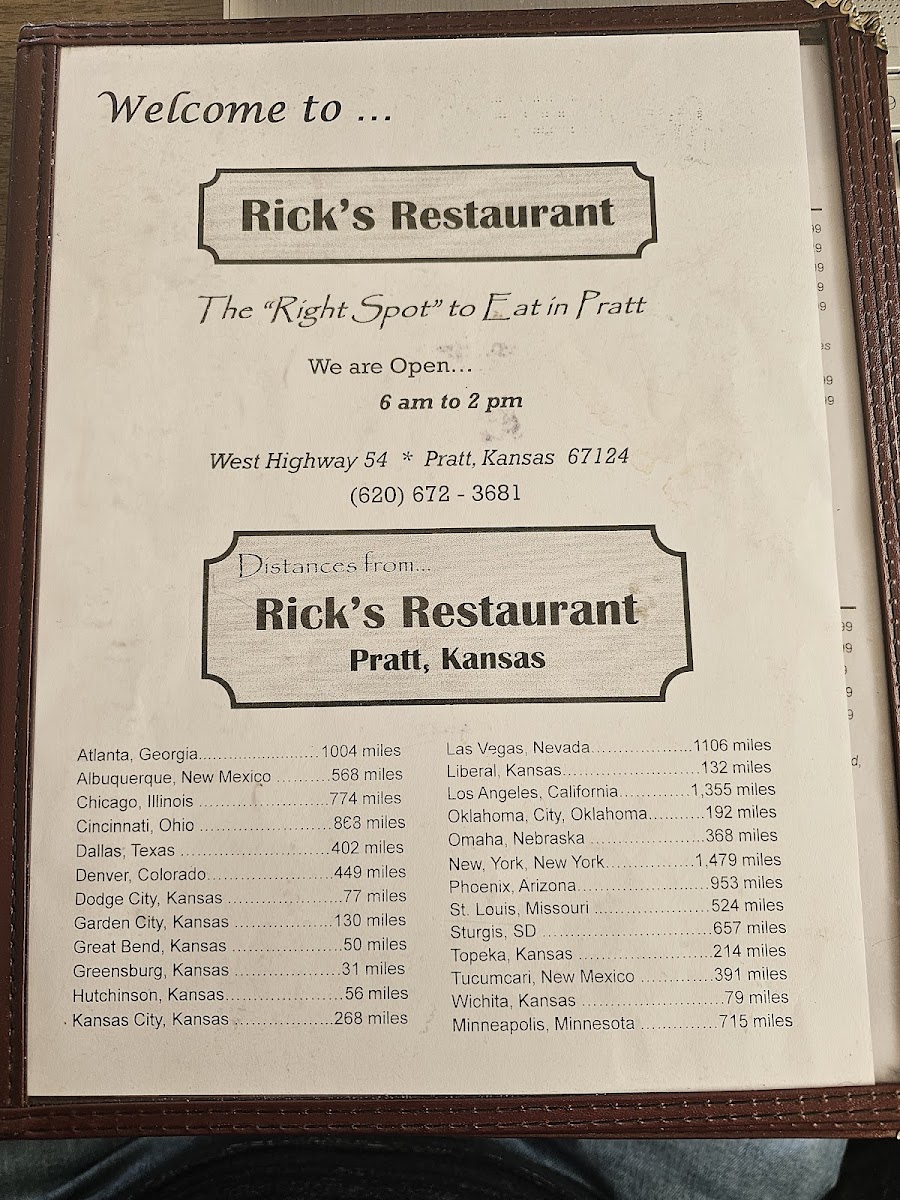 Welcome to ...
Rick's Restaurant
The "Right Spot" to Eat in Pratt
We are Open...
6 am to 2 pm
West Highway 54 * Pratt, Kansas 67124
(620) 672 - 3681
Distances from...
Rick's Restaurant
Pratt, Kansas
Atlanta, Georgia........................1004 miles
Albuquerque, New Mexico ...........568 miles
Chicago, Illinois ..........................774 miles
Cincinnati, Ohio ...........................miles
Dallas, Texas ..............................402 miles
Denver, Colorado.........................449 miles
Dodge City, Kansas ........................77 miles
Garden City, Kansas ....................130 miles
Great Bend, Kansas ......................50 miles
Greensburg, Kansas ......................31 miles
Hutchinson, Kansas........................56 miles
Kansas City, Kansas ....................268 miles
Las Vegas, Nevada....................1106 miles
Liberal, Kansas............................132 miles
Los Angeles, California..............1,355 miles
Oklahoma, City, Oklahoma...........192 miles
Omaha, Nebraska .......................368 miles
New, York, New York..................1,479 miles
Phoenix, Arizona...........................953 miles
St. Louis, Missouri .......................524 miles
Sturgis, SD ..................................657 miles
Topeka, Kansas ...........................214 miles
Tucumcari, New Mexico ...............391 miles
Wichita, Kansas ............................79 miles
Minneapolis, Minnesota ................715 miles